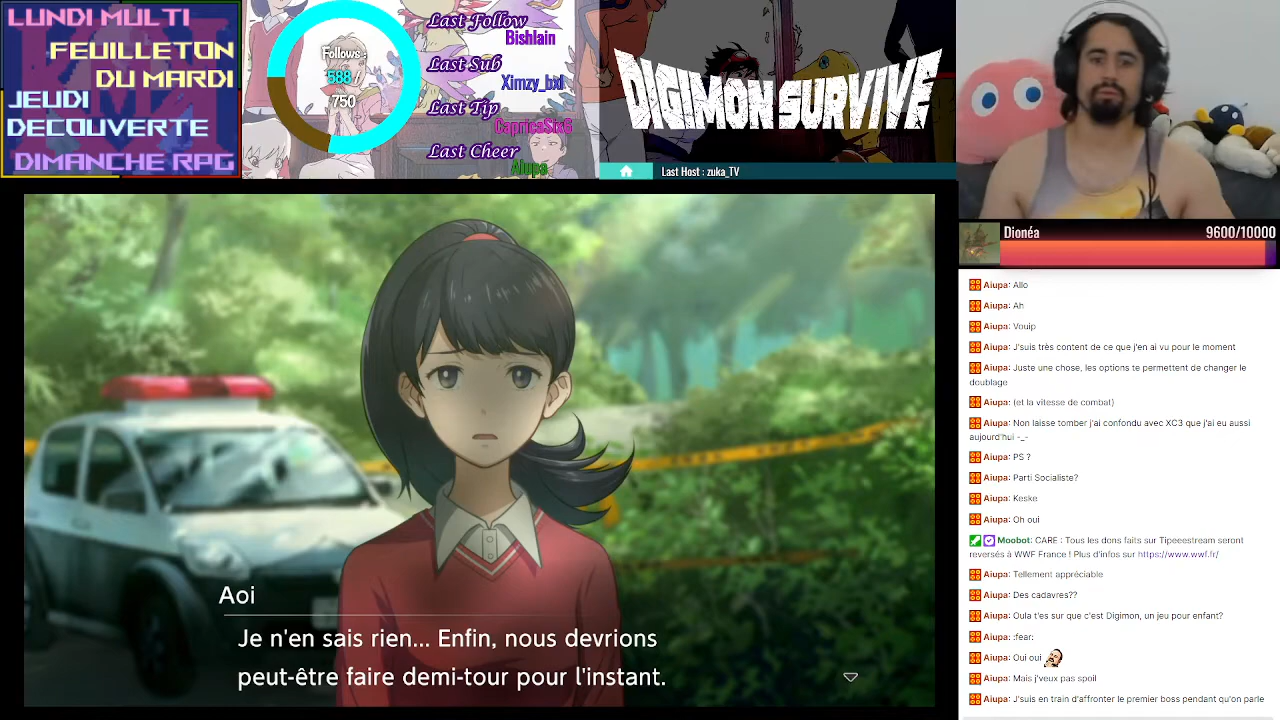 LUNDI MULTI
FEUILLETON
DU MARDI
JEUDI
DECOUVERTE
DIMANCHE RPG
Follows :
588 /
750
Last Follow
Bishlain
Last Sub
Ximzy_bxl
Last Tip
CapricaSix6
Last Cheer
Aiupa
DIGIMON SURVIVE
Last Host : zuka_TV
Dionéa
9600/10000
Aiupa: Allo
Aiupa: Ah
Aiupa: Vouip
Aiupa: J'suis très content de ce que j'en ai vu pour le moment
Aiupa: Juste une chose, les options te permettent de changer le
doublage
Aiupa: (et la vitesse de combat)
Aiupa: Non laisse tomber j'ai confondu avec XC3 que j'ai eu aussi
aujourd'hui -_-
Aiupa: PS ?
Aiupa: Parti Socialiste?
Aiupa: Keske
Aiupa: Oh oui
Moobot: CARE : Tous les dons faits sur Tipeeestream seront
reversés à WWF France ! Plus d'infos sur https://www.wwf.fr/
Aiupa: Tellement appréciable
Aiupa: Des cadavres??
Aiupa: Oula t'es sur que c'est Digimon, un jeu pour enfant?
Aiupa: :fear:
Aiupa: Oui oui
Aiupa: Mais j'veux pas spoil
Aiupa: J'suis en train d'affronter le premier boss pendant qu'on parle
Aoi
Je n'en sais rien... Enfin, nous devrions
peut-être faire demi-tour pour l'instant.